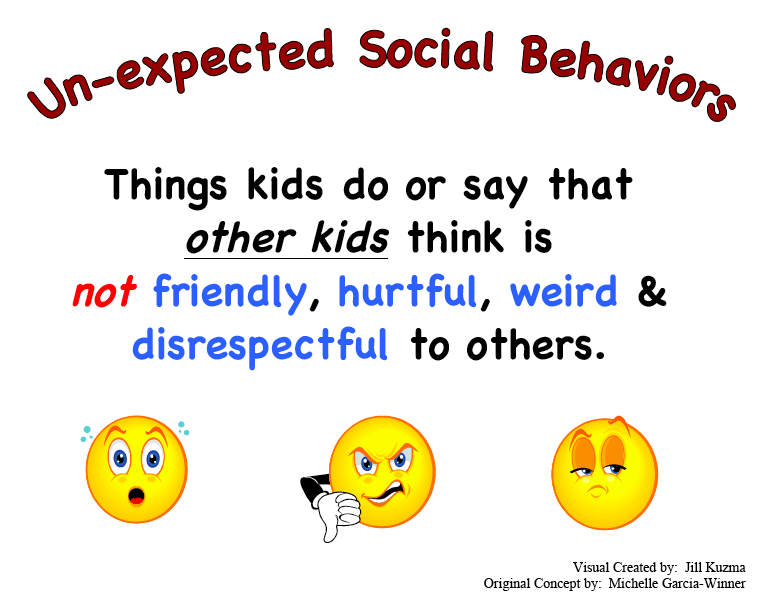 Un-expected Social Behaviors
Things kids do or say that
other kids think is
not friendly, hurtful, weird &
disrespectful to others.
Visual Created by:  Jill Kuzma
Original Concept by:  Michelle Garcia-Winner